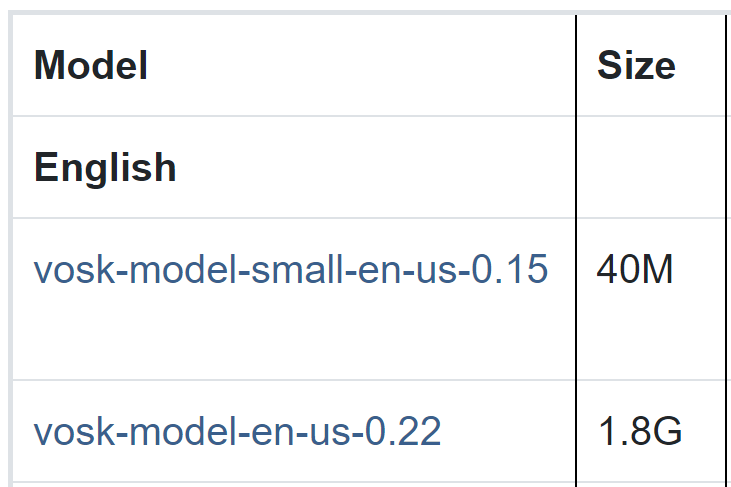 Model Size
English
vosk-model-small-en-us-0.15 40M
vosk-model-en-us-0.22 1.8G